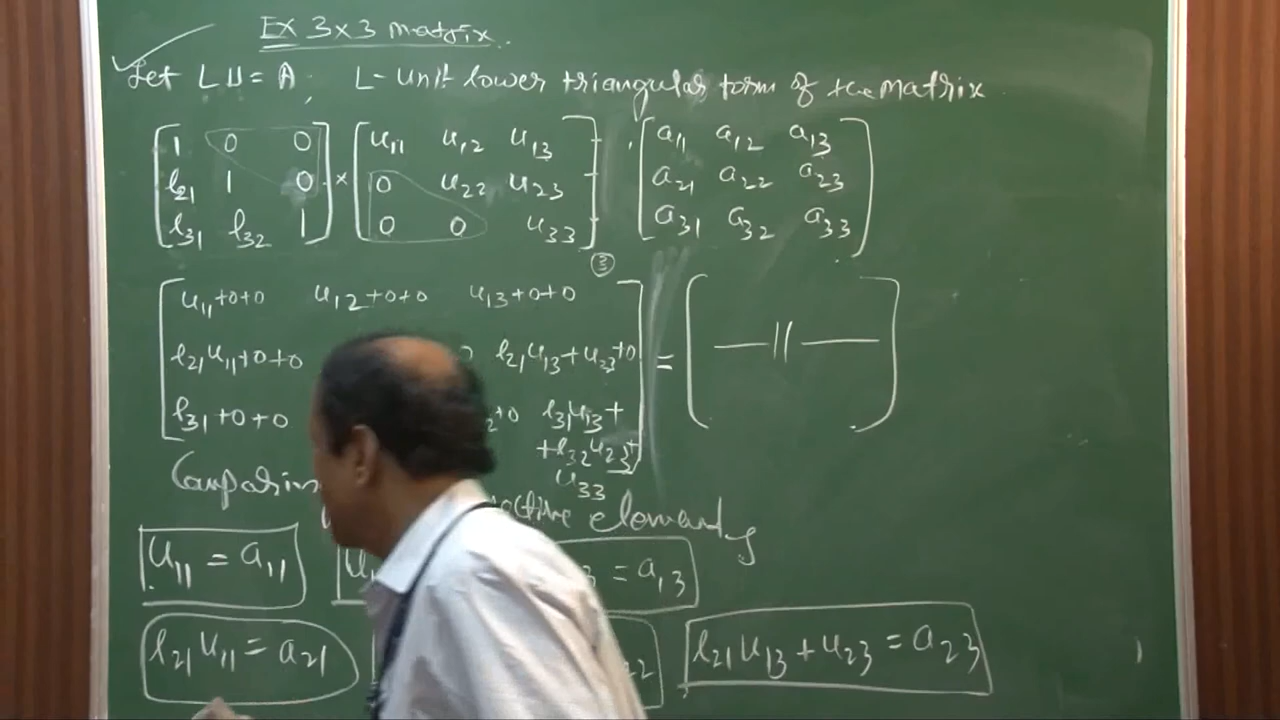 Ex 3x3 matrix.
Let LU = A, L - unit lower triangular form of the matrix
[1 0 0] × [u11 u12 u13] [a11 a12 a13]
[l21 1 0] [0 u22 u23] [a21 a22 a23]
[l31 l32 1] [0 0 u33] [a31 a32 a33]
3
[u11+0+0 u12+0+0 u13+0+0]
l21u11+0+0 l21u13+u23+0 = [—||—]
l31+0+0 +0 l31u13+
+l32u23+
u33
elements
u11 = a11 = a13
l21u11 = a21 l21u13+u23 = a23